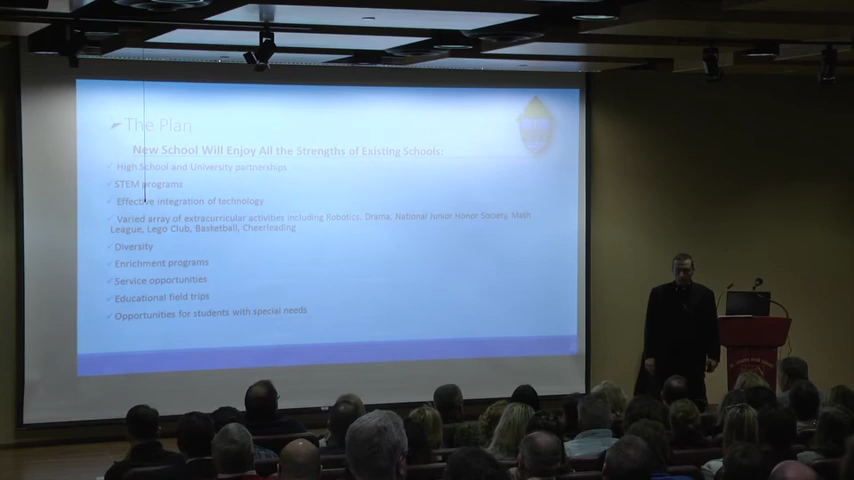 The Plan
New School Will Enjoy All the Strengths of Existing Schools:
High School and University partnerships
STEM programs
Effective integration of technology
Varied array of extracurricular activities including Robotics, Drama, National Junior Honor Society, Math
League, Lego Club, Basketball, Cheerleading
Diversity
Enrichment programs
Service opportunities
Educational field trips
Opportunities for students with special needs